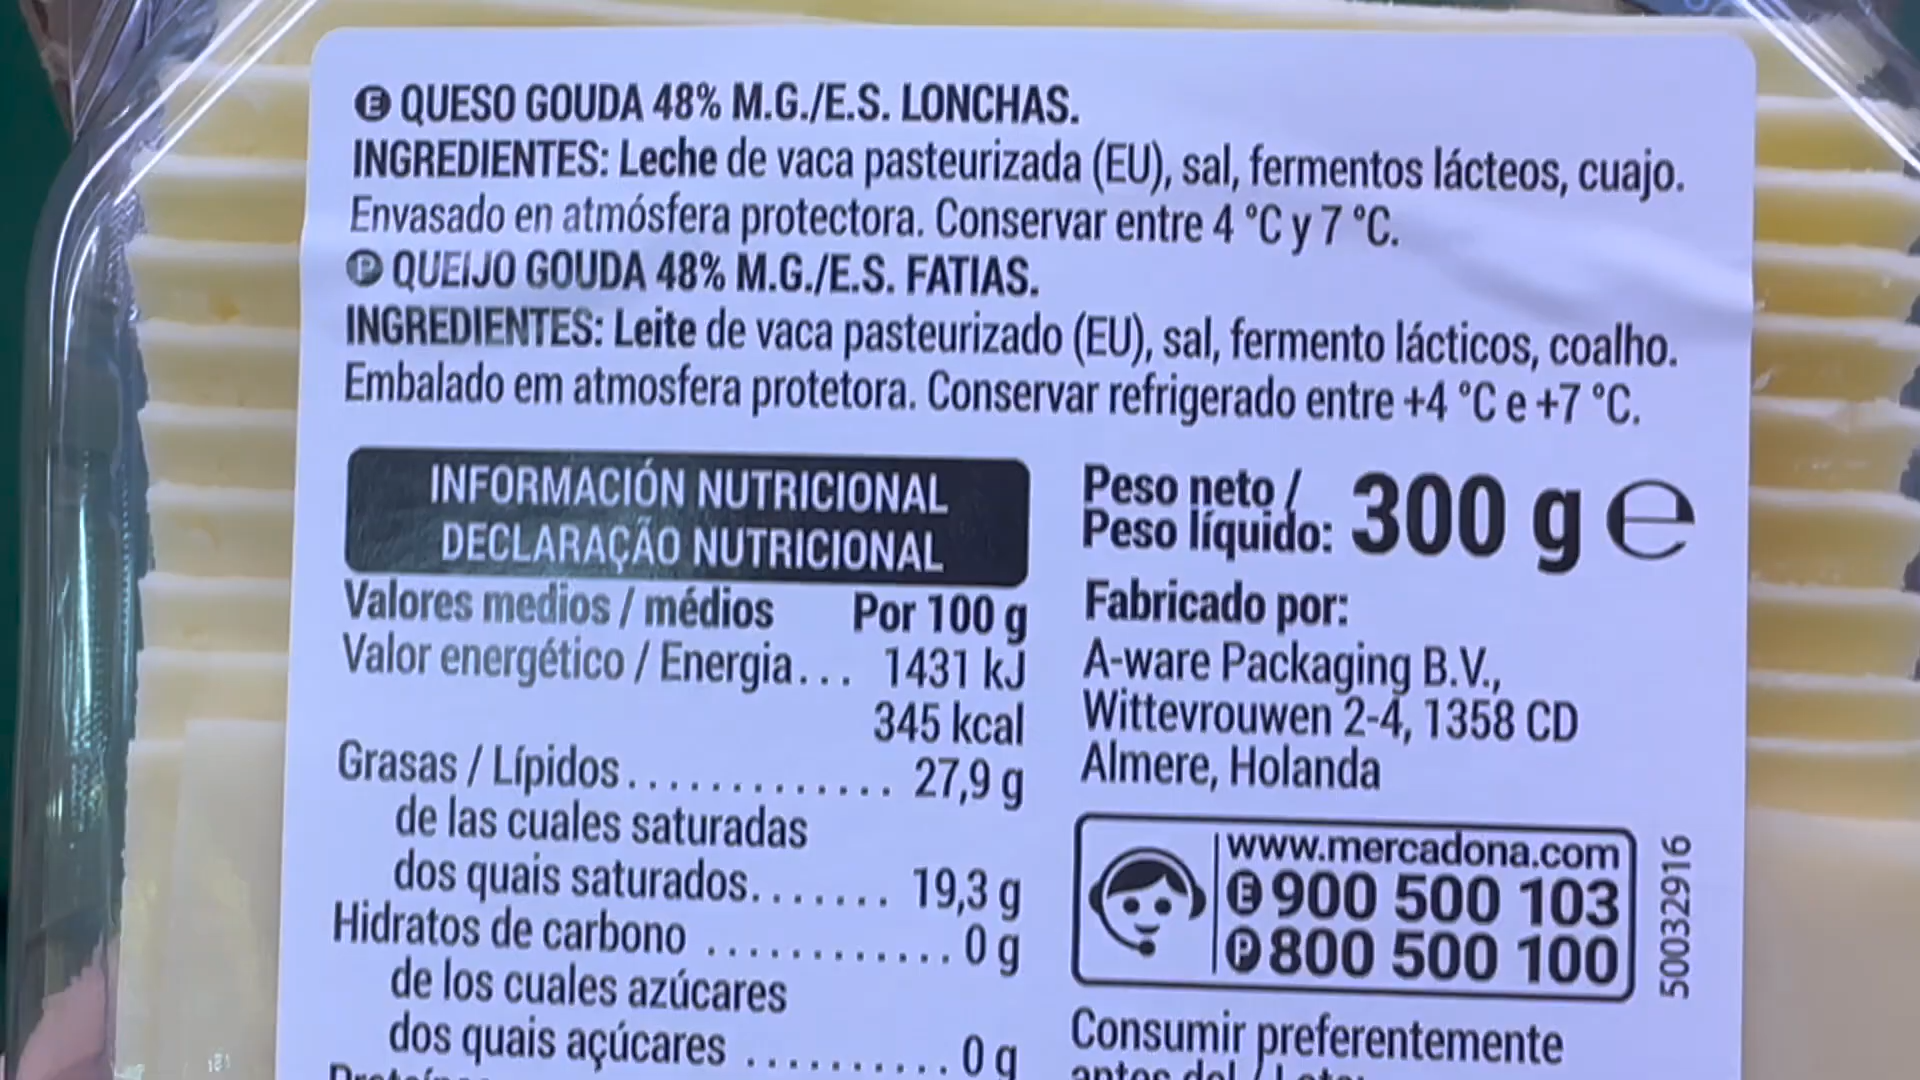 E QUESO GOUDA 48% M.G./E.S. LONCHAS.
INGREDIENTES: Leche de vaca pasteurizada (EU), sal, fermentos lácteos, cuajo.
Envasado en atmósfera protectora. Conservar entre 4 °C y 7 °C.
P QUEIJO GOUDA 48% M.G./E.S. FATIAS.
INGREDIENTES: Leite de vaca pasteurizado (EU), sal, fermento lácticos, coalho.
Embalado em atmosfera protetora. Conservar refrigerado entre +4 °C e +7 °C.
INFORMACIÓN NUTRICIONAL
DECLARAÇÃO NUTRICIONAL
Valores medios / médios Por 100 g
Valor energético / Energia... 1431 kJ
345 kcal
Grasas / Lípidos............. 27,9 g
de las cuales saturadas
dos quais saturados........ 19,3 g
Hidratos de carbono ............ 0 g
de los cuales azúcares
dos quais açúcares .......... 0 g
Peso neto /
Peso líquido: 300 g e
Fabricado por:
A-ware Packaging B.V.,
Wittevrouwen 2-4, 1358 CD
Almere, Holanda
www.mercadona.com
E 900 500 103
P 800 500 100
50032916
Consumir preferentemente
antes del / Lote: